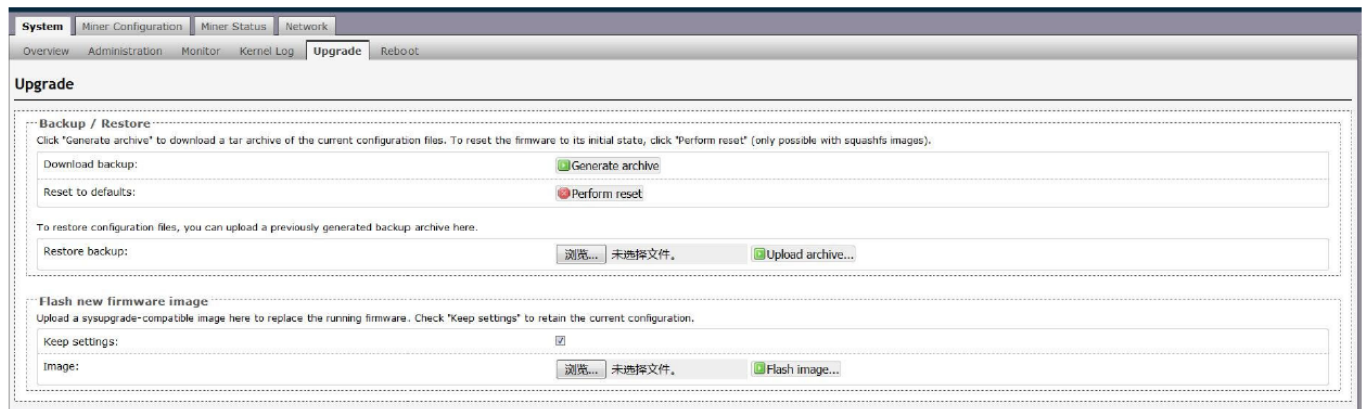 System Miner Configuration Miner Status Network
Overview Administration Monitor Kernel Log Upgrade Reboot
Upgrade
Backup / Restore
Click "Generate archive" to download a tar archive of the current configuration files. To reset the firmware to its initial state, click "Perform reset" (only possible with squashfs images).
Download backup: Generate archive
Reset to defaults: Perform reset
To restore configuration files, you can upload a previously generated backup archive here.
Restore backup: 浏览... 未选择文件。 Upload archive...
Flash new firmware image
Upload a sysupgrade-compatible image here to replace the running firmware. Check "Keep settings" to retain the current configuration.
Keep settings:
Image: 浏览... 未选择文件。 Flash image...